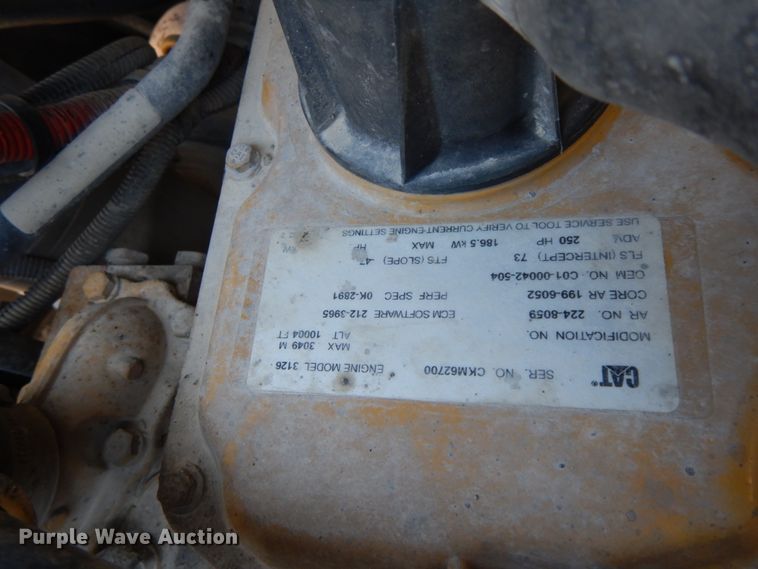 CAT®
SER. NO. CKM62700 ENGINE MODEL 3126
MAX 3049 M
MODIFICATION NO. ALT 10004 FT
AR NO. 224-8059 ECM SOFTWARE 212-3965
CORE AR 199-6052 PERF SPEC 0K-2891
OEM NO. C01-00042-504
FLS (INTERCEPT) 73 FTS (SLOPE) -47
ADV. 250 HP 186.5 kW MAX HP kW
USE SERVICE TOOL TO VERIFY CURRENT ENGINE SETTINGS
Purple Wave Auction